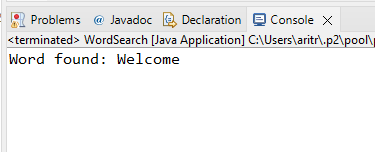 Problems @ Javadoc Declaration Console ×
<terminated> WordSearch [Java Application] C:\Users\aritr\.p2\pool\
Word found: Welcome